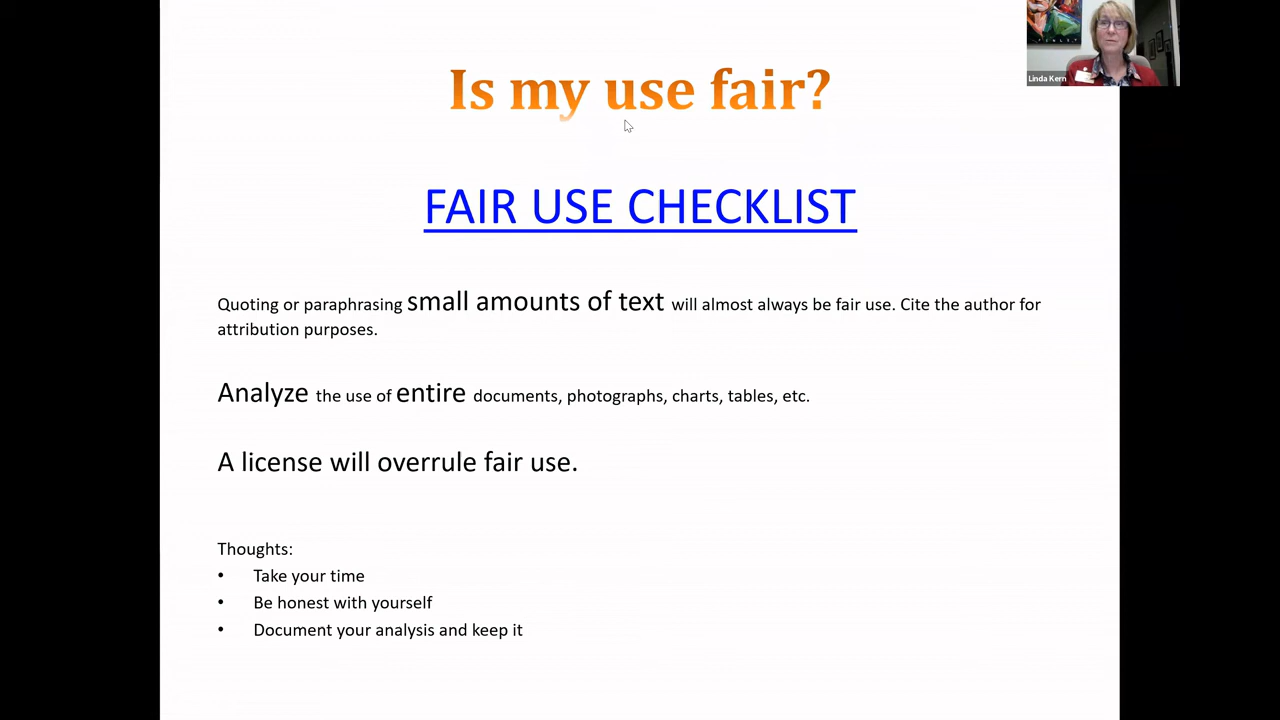 Is my use fair?
Linda Kern
FAIR USE CHECKLIST
Quoting or paraphrasing small amounts of text will almost always be fair use. Cite the author for
attribution purposes.
Analyze the use of entire documents, photographs, charts, tables, etc.
A license will overrule fair use.
Thoughts:
• Take your time
• Be honest with yourself
• Document your analysis and keep it